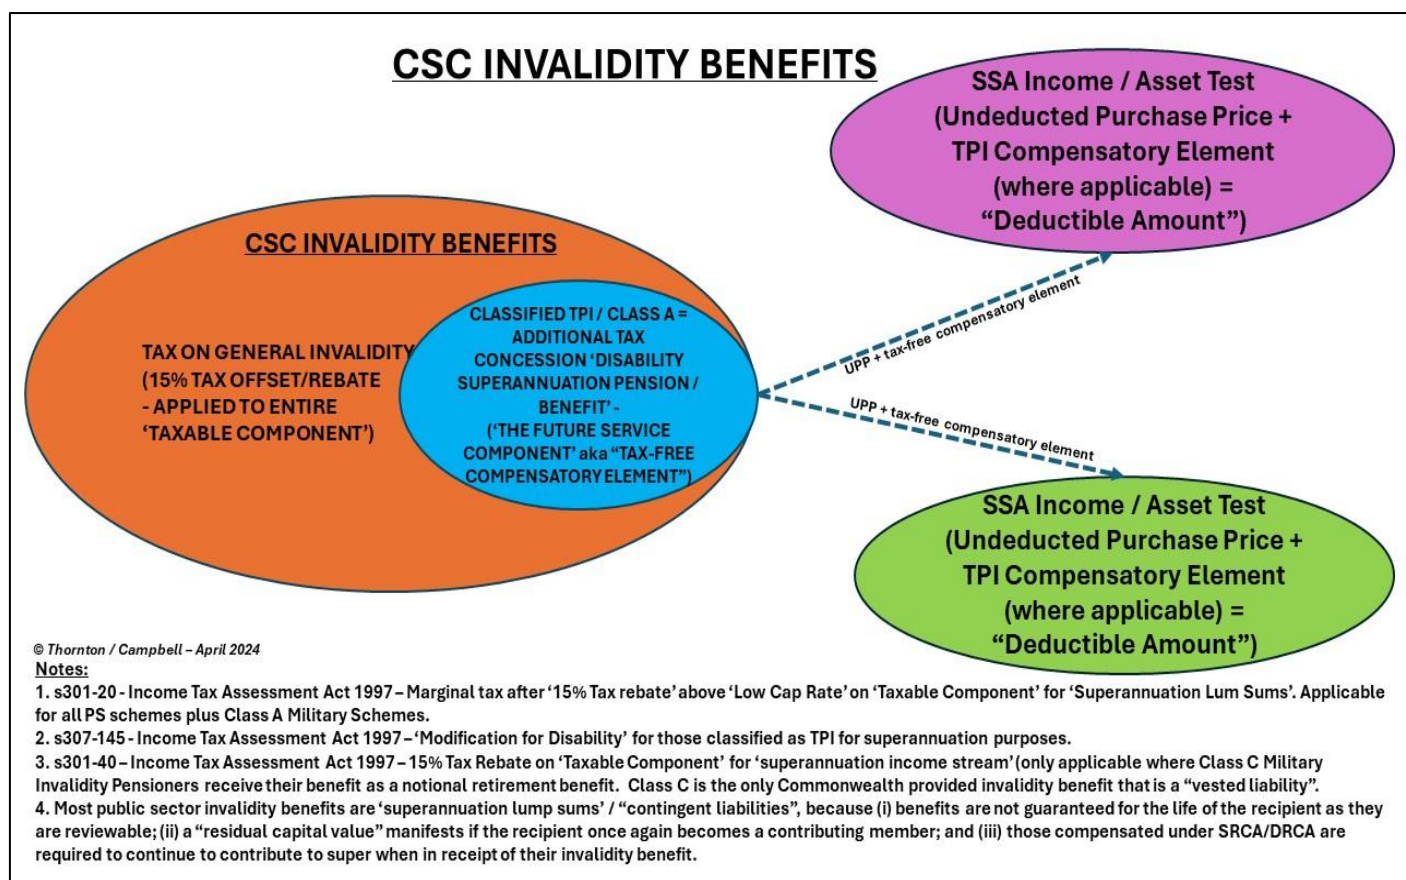 CSC INVALIDITY BENEFITS
SSA Income / Asset Test
(Undeducted Purchase Price +
TPI Compensatory Element
(where applicable) =
“Deductible Amount”)
CSC INVALIDITY BENEFITS
TAX ON GENERAL INVALIDITY
(15% TAX OFFSET/REBATE
- APPLIED TO ENTIRE
‘TAXABLE COMPONENT’)
CLASSIFIED TPI / CLASS A =
ADDITIONAL TAX
CONCESSION ‘DISABILITY
SUPERANNUATION PENSION /
BENEFIT’ -
(‘THE FUTURE SERVICE
COMPONENT’ aka “TAX-FREE
COMPENSATORY ELEMENT”)
UPP + tax-free compensatory element
UPP + tax-free compensatory element
SSA Income / Asset Test
(Undeducted Purchase Price +
TPI Compensatory Element
(where applicable) =
“Deductible Amount”)
© Thornton / Campbell – April 2024
Notes:
1. s301-20 - Income Tax Assessment Act 1997 – Marginal tax after ‘15% Tax rebate’ above ‘Low Cap Rate’ on ‘Taxable Component’ for ‘Superannuation Lum Sums’. Applicable
for all PS schemes plus Class A Military Schemes.
2. s307-145 - Income Tax Assessment Act 1997 – ‘Modification for Disability’ for those classified as TPI for superannuation purposes.
3. s301-40 – Income Tax Assessment Act 1997 – 15% Tax Rebate on ‘Taxable Component’ for ‘superannuation income stream’ (only applicable where Class C Military
Invalidity Pensioners receive their benefit as a notional retirement benefit. Class C is the only Commonwealth provided invalidity benefit that is a “vested liability”.
4. Most public sector invalidity benefits are ‘superannuation lump sums’ / “contingent liabilities”, because (i) benefits are not guaranteed for the life of the recipient as they
are reviewable; (ii) a “residual capital value” manifests if the recipient once again becomes a contributing member; and (iii) those compensated under SRCA/DRCA are
required to continue to contribute to super when in receipt of their invalidity benefit.